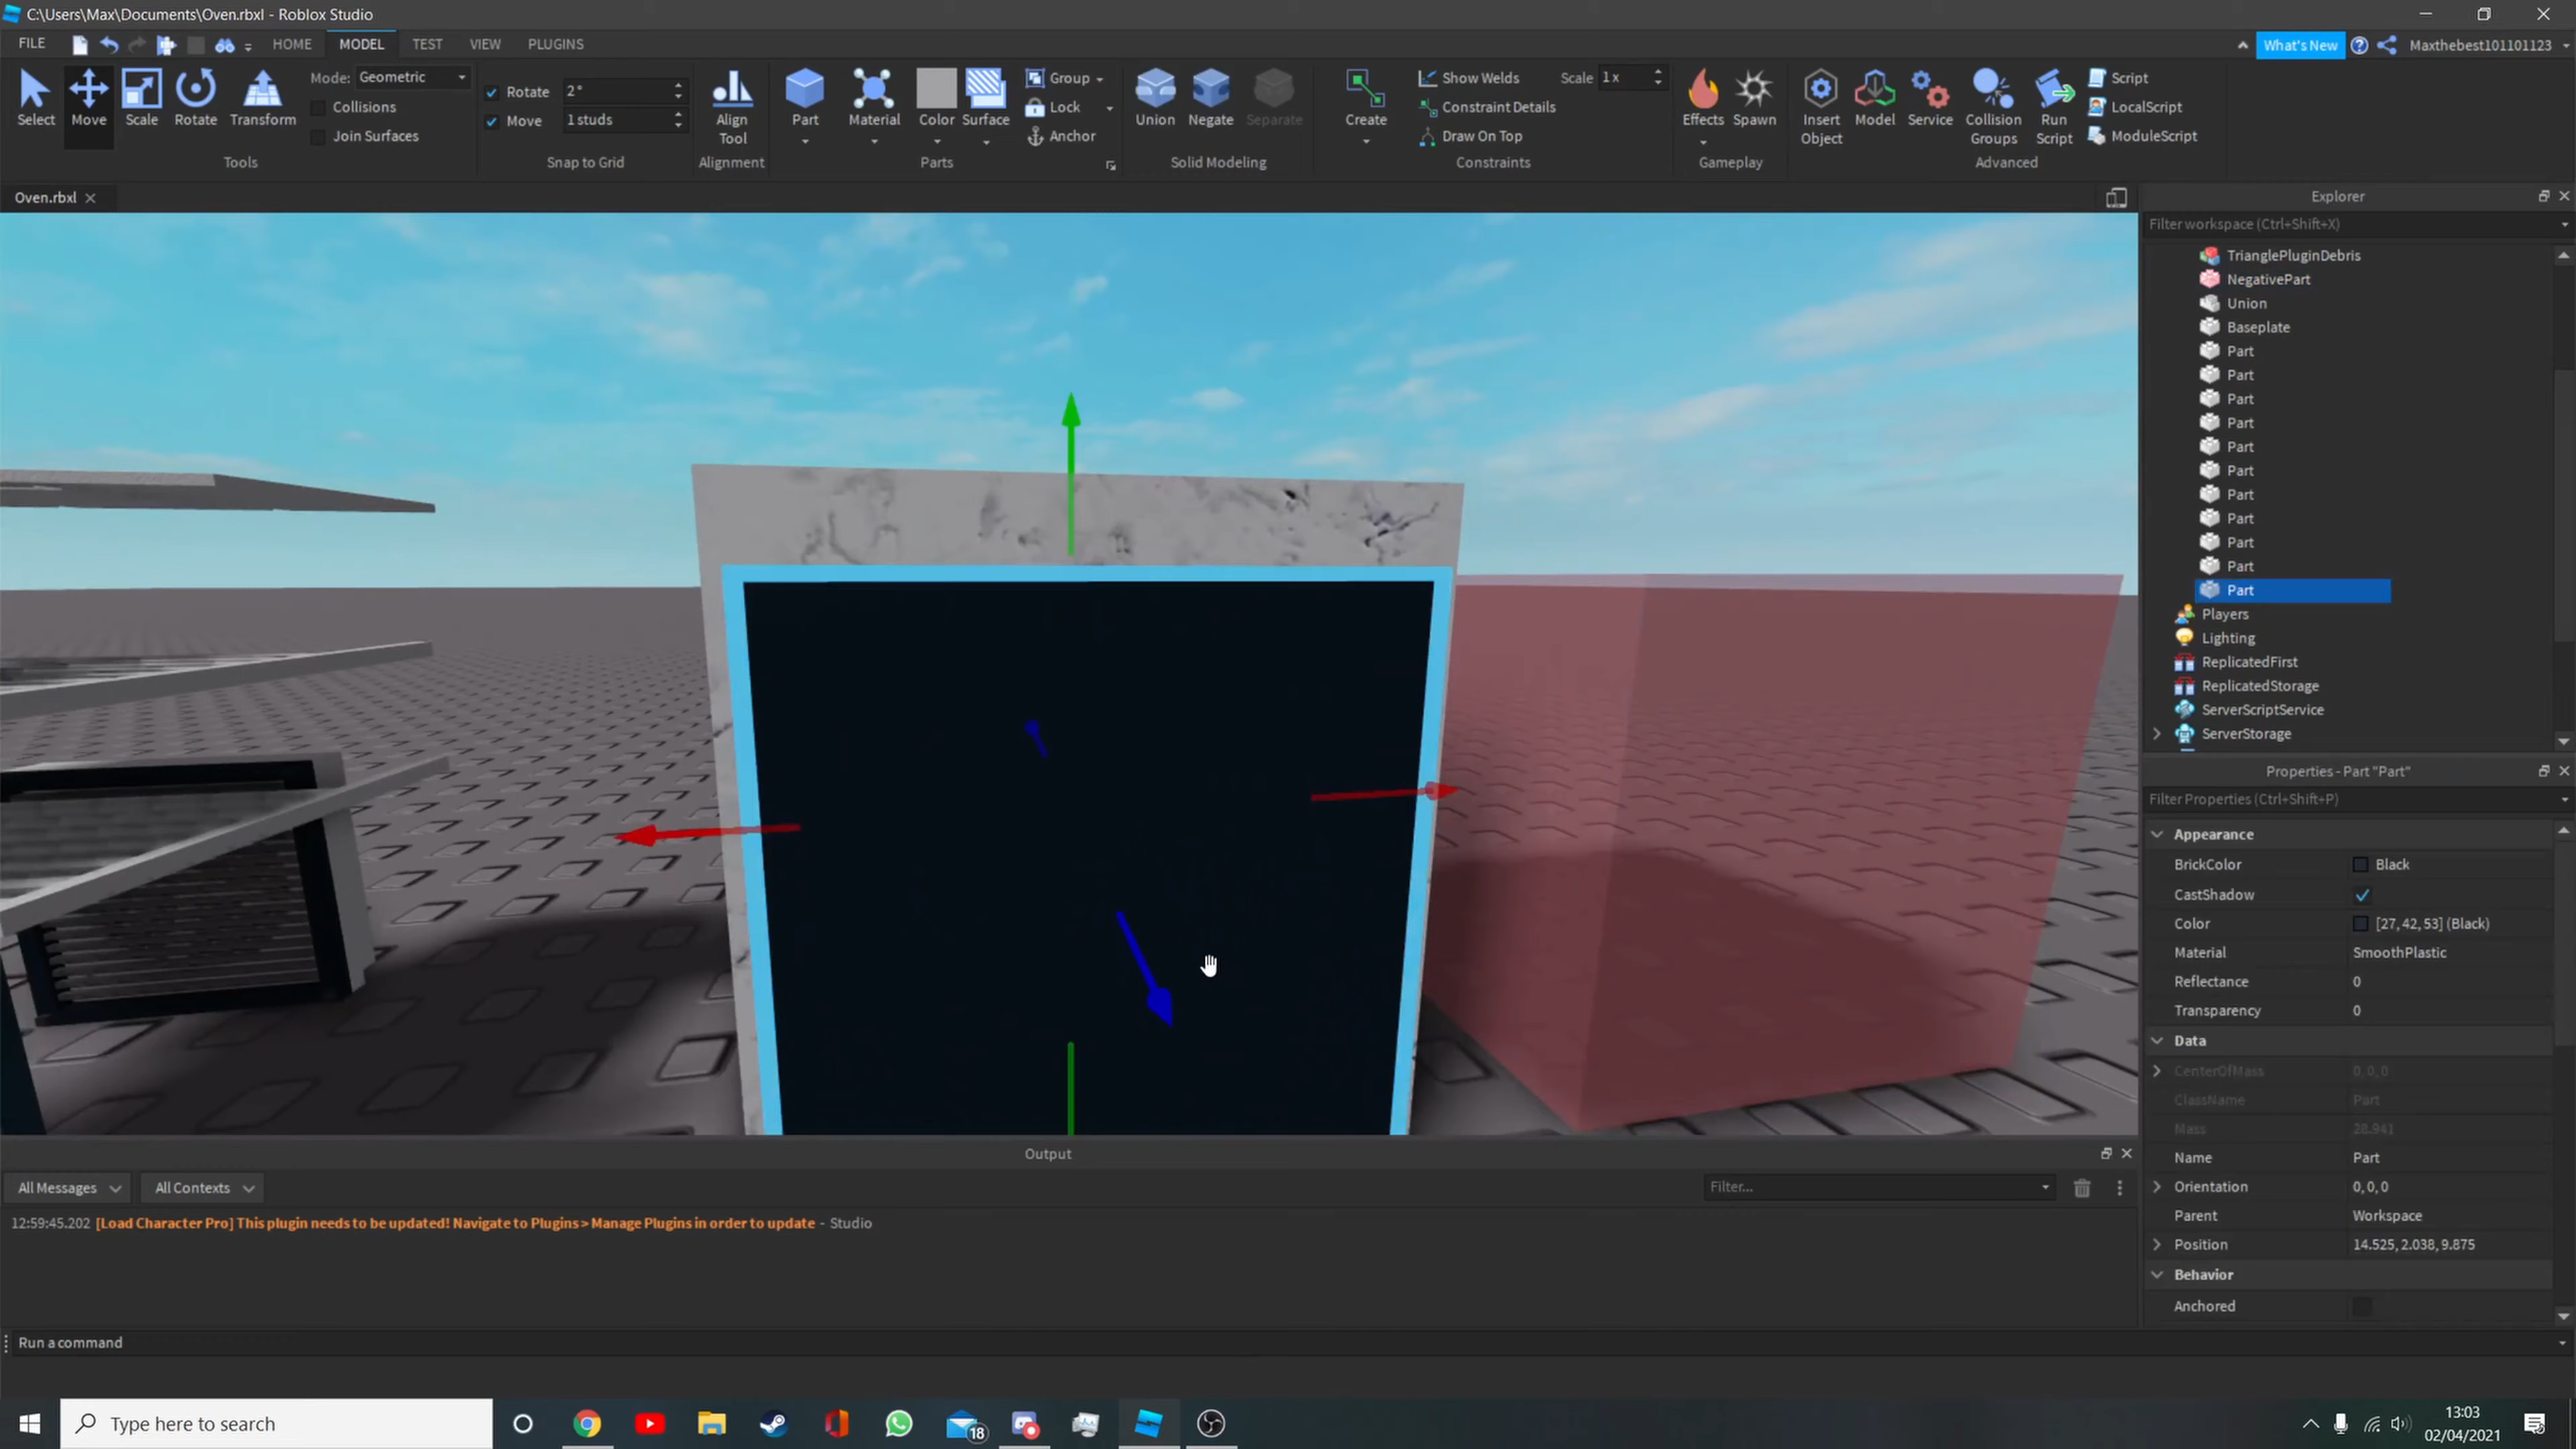 C:\Users\Max\Documents\Oven.rbxl - Roblox Studio
FILE
HOME
MODEL
TEST
VIEW
PLUGINS
What's New
Maxthebest101101123
Select
Move
Scale
Rotate
Transform
Mode:
Geometric
Collisions
Join Surfaces
Tools
Rotate
2°
Move
1 studs
Snap to Grid
Align
Tool
Alignment
Part
Material
Color
Surface
Group
Lock
Anchor
Parts
Union
Negate
Separate
Solid Modeling
Create
Show Welds
Scale
1 x
Constraint Details
Draw On Top
Constraints
Effects
Spawn
Gameplay
Insert
Object
Model
Service
Collision
Groups
Run
Script
Script
LocalScript
ModuleScript
Advanced
Oven.rbxl
Explorer
Filter workspace (Ctrl+Shift+X)
TrianglePluginDebris
NegativePart
Union
Baseplate
Part
Part
Part
Part
Part
Part
Part
Part
Part
Part
Part
Players
Lighting
ReplicatedFirst
ReplicatedStorage
ServerScriptService
ServerStorage
Properties - Part "Part"
Filter Properties (Ctrl+Shift+P)
Appearance
BrickColor Black
CastShadow
Color [27, 42, 53] (Black)
Material SmoothPlastic
Reflectance 0
Transparency 0
Data
CenterOfMass 0, 0, 0
ClassName Part
Mass 28.941
Name Part
Orientation 0, 0, 0
Parent Workspace
Position 14.525, 2.038, 9.875
Behavior
Anchored
Output
All Messages
All Contexts
Filter...
12:59:45.202 [Load Character Pro] This plugin needs to be updated! Navigate to Plugins > Manage Plugins in order to update - Studio
Run a command
Type here to search
18
13:03
02/04/2021